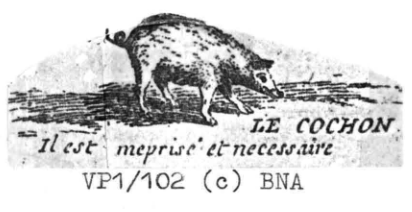 LE COCHON
Il est meprisé et necessaire
VP1/102 (c) BNA